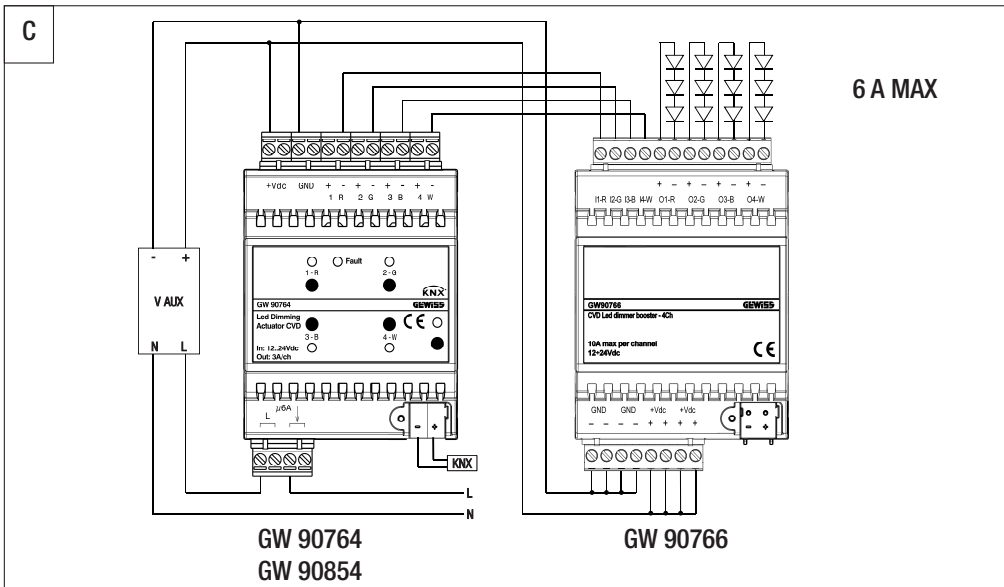 C
6 A MAX
+Vdc GND + - + - + - + -
1 R 2 G 3 B 4 W
+ - + - + - + -
I1-R I2-G I3-B I4-W O1-R O2-G O3-B O4-W
- +
V AUX
N L
Fault
1 - R 2 - G
KNX
GW 90764 GEWISS
Led Dimming
Actuator CVD
CE
3 - B 4 - W
In: 12..24Vdc
Out: 3A/ch
GW90766 GEWISS
CVD Led dimmer booster - 4Ch
10A max per channel
12÷24Vdc
CE
L µ6A
- +
KNX
GND GND +Vdc +Vdc
- - - - + + + +
- +
L
N
GW 90764
GW 90854
GW 90766